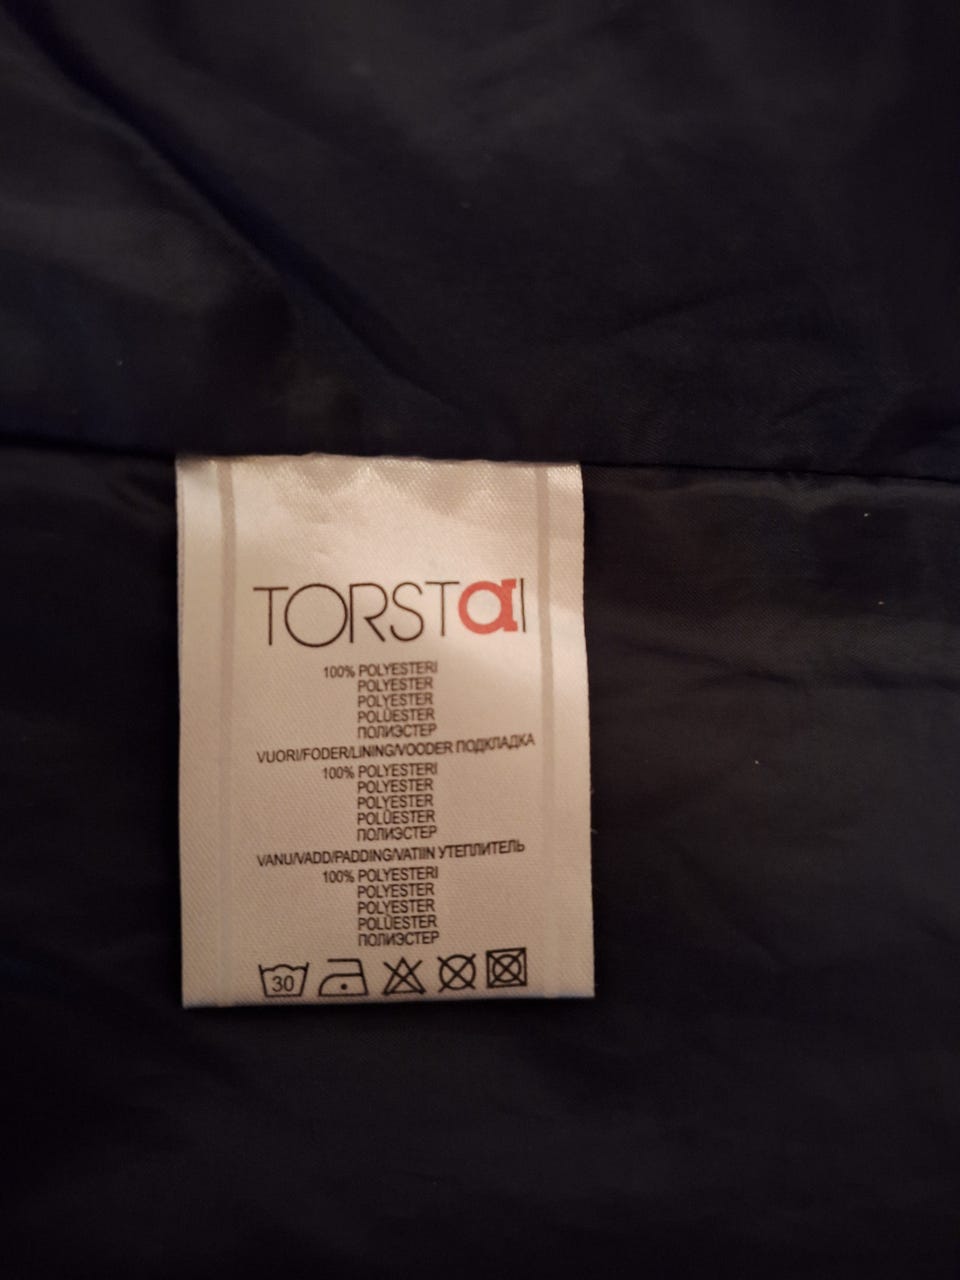 TORSTAI
100% POLYESTERI
POLYESTER
POLYESTER
POLÜESTER
ПОЛИЭСТЕР
VUORI/FODER/LINING/VOODER ПОДКЛАДКА
100% POLYESTERI
POLYESTER
POLYESTER
POLÜESTER
ПОЛИЭСТЕР
VANU/VADD/PADDING/VATIIN УТЕПЛИТЕЛЬ
100% POLYESTERI
POLYESTER
POLYESTER
POLÜESTER
ПОЛИЭСТЕР
30